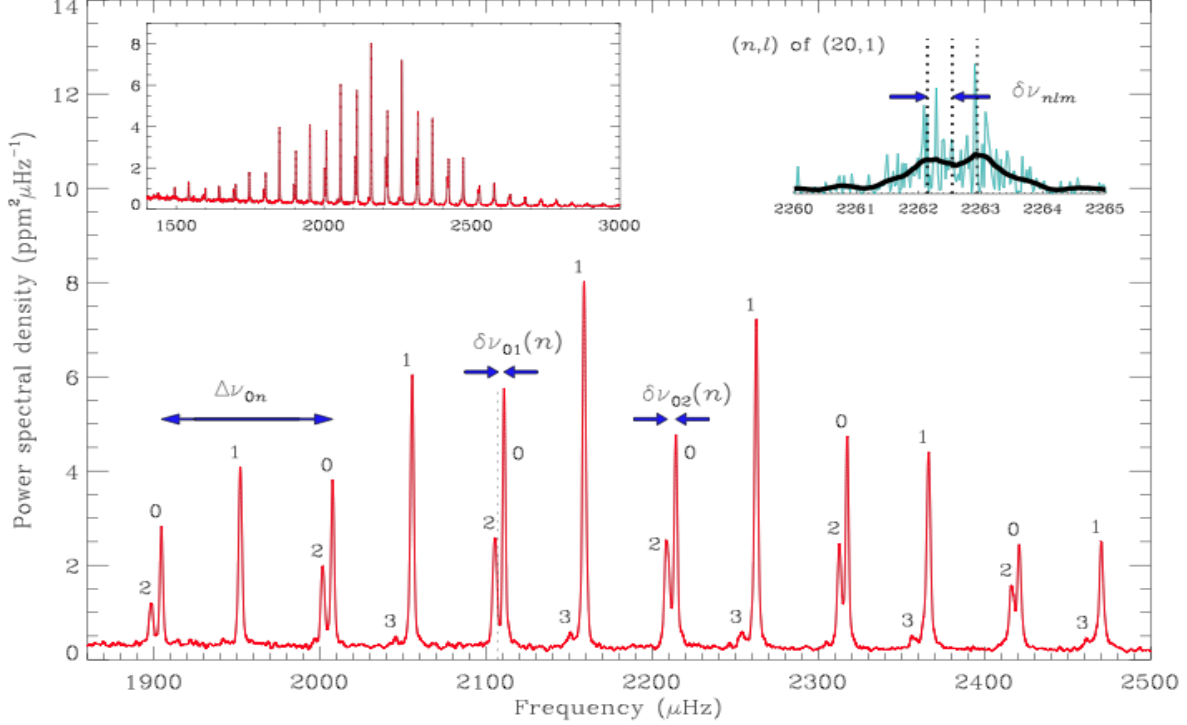 14
12
10
8
6
4
2
0
Power spectral density (ppm²μHz⁻¹)
8
6
4
2
0
1500 2000 2500 3000
(n,l) of (20,1)
δν_nlm
2260 2261 2262 2263 2264 2265
Δν_0n
δν_01(n)
δν_02(n)
2 0 1 2 0 3 1 2 0 3 1 2 0 3 1 2 0 3 1 2 0 3 1
1900 2000 2100 2200 2300 2400 2500
Frequency (μHz)